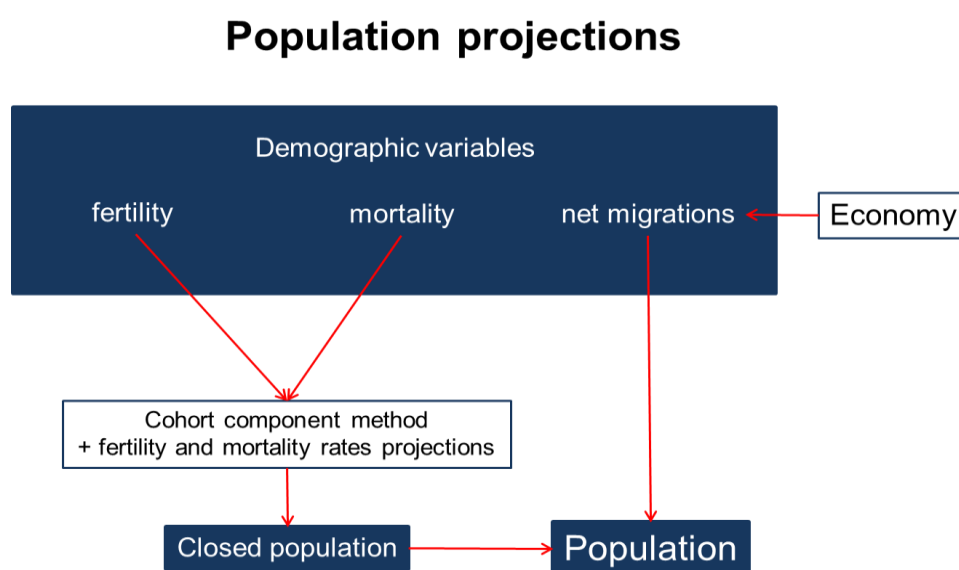 Population projections
Demographic variables
fertility
mortality
net migrations
Economy
Cohort component method
+ fertility and mortality rates projections
Closed population
Population